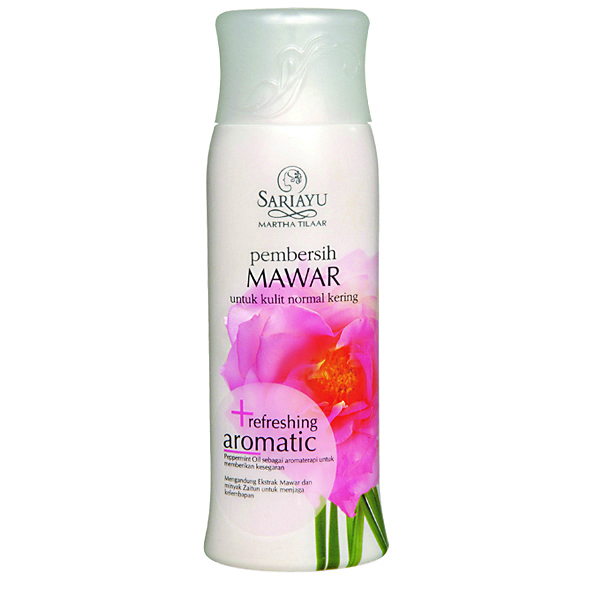 SARIAYU
MARTHA TILAAR
pembersih
MAWAR
untuk kulit normal kering
+refreshing
aromatic
Peppermint Oil sebagai aromaterapi untuk
memberikan kesegaran
Mengandung Ekstrak Mawar dan
minyak Zaitun untuk menjaga
kelembapan